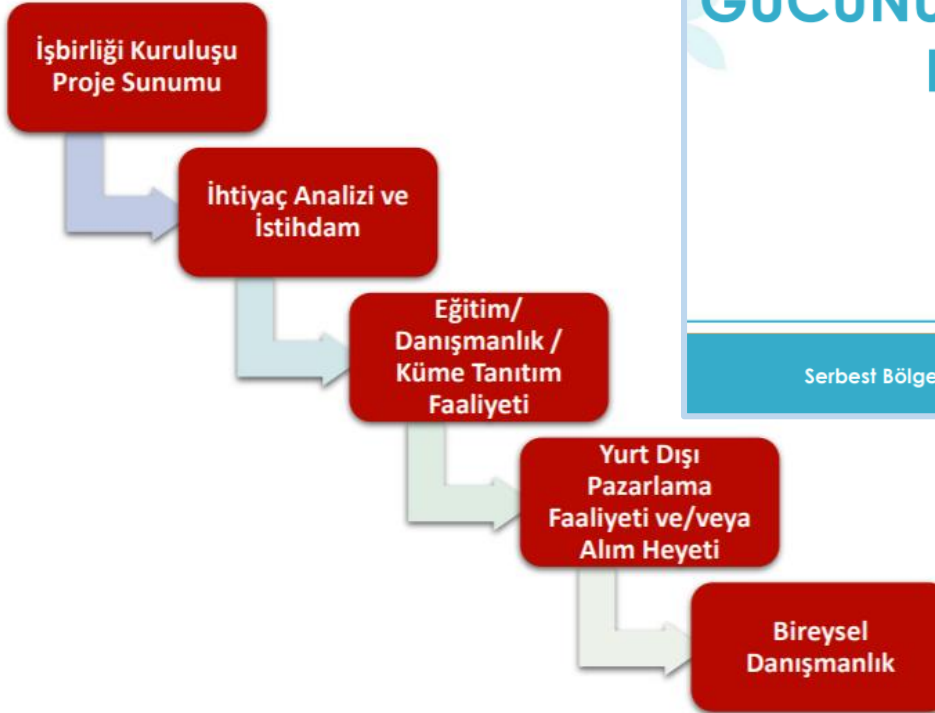 İşbirliği Kuruluşu
Proje Sunumu
İhtiyaç Analizi ve
İstihdam
Eğitim/
Danışmanlık /
Küme Tanıtım
Faaliyeti
Yurt Dışı
Pazarlama
Faaliyeti ve/veya
Alım Heyeti
Bireysel
Danışmanlık
Serbest Bölge